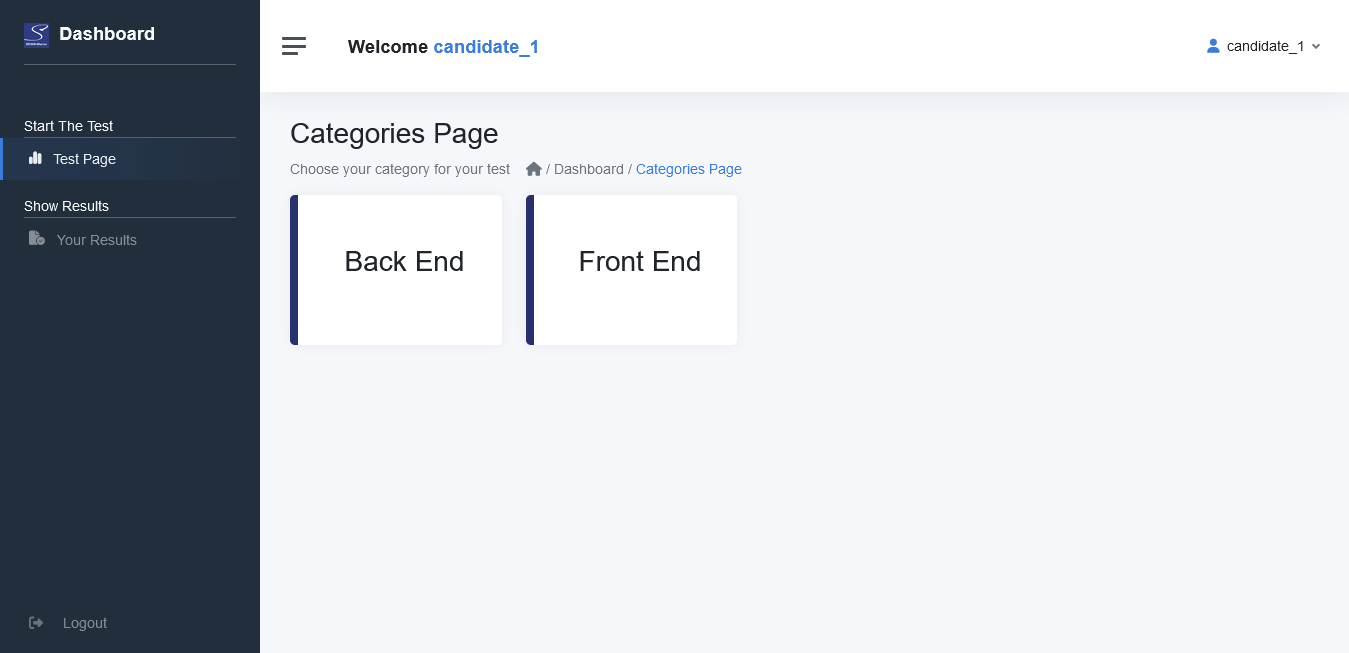 Dashboard
Welcome candidate_1
candidate_1
Start The Test
Test Page
Show Results
Your Results
Logout
Categories Page
Choose your category for your test / Dashboard / Categories Page
Back End
Front End